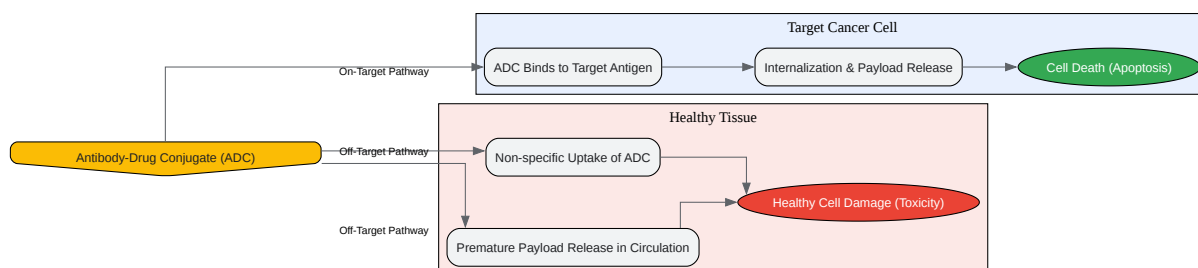 Target Cancer Cell
On-Target Pathway
ADC Binds to Target Antigen
Internalization & Payload Release
Cell Death (Apoptosis)
Healthy Tissue
Antibody-Drug Conjugate (ADC)
Off-Target Pathway
Non-specific Uptake of ADC
Healthy Cell Damage (Toxicity)
Off-Target Pathway
Premature Payload Release in Circulation